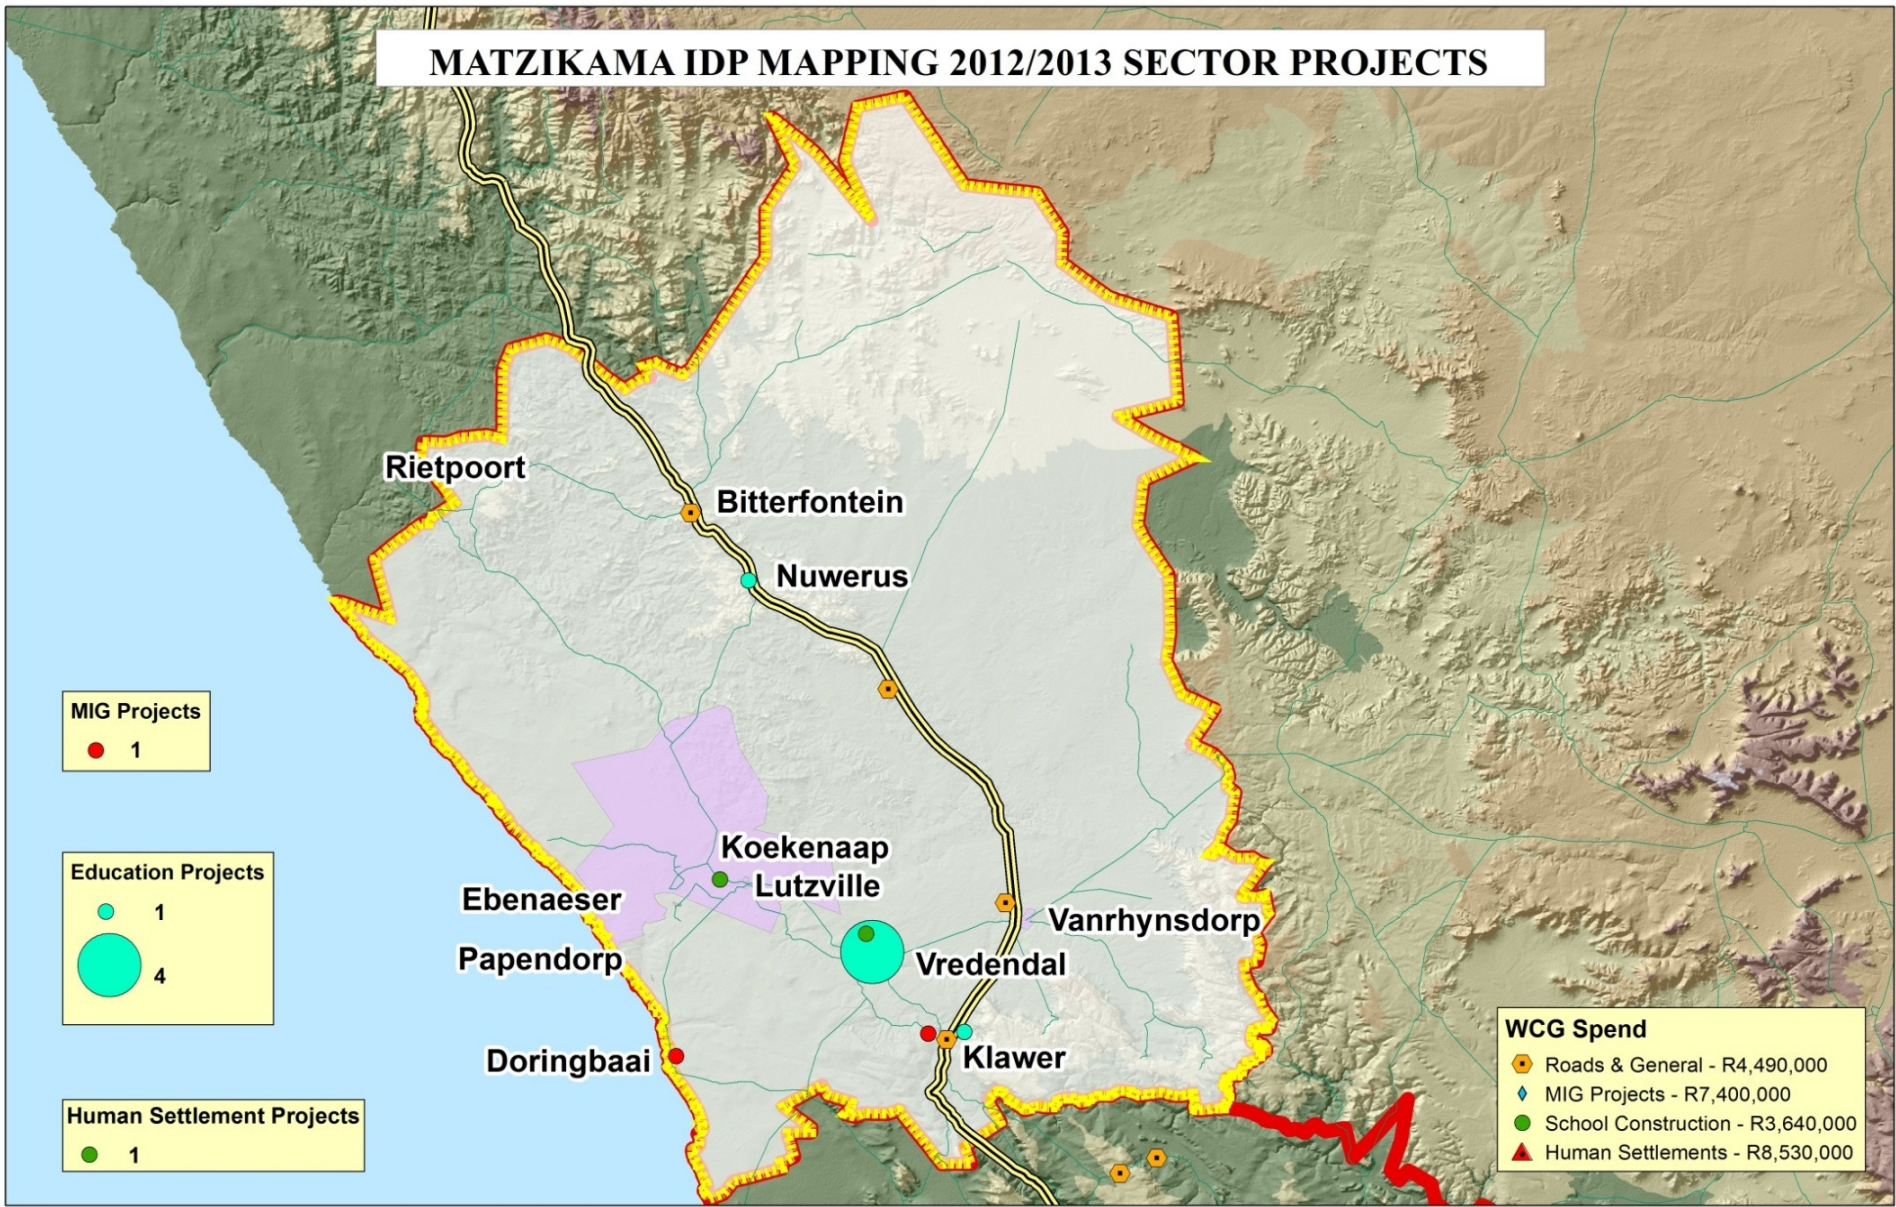 MATZIKAMA IDP MAPPING 2012/2013 SECTOR PROJECTS
Rietpoort
Bitterfontein
Nuwerus
MIG Projects
1
Koekenaap
Lutzville
Education Projects
1
4
Ebenaeser
Vanrhynsdorp
Papendorp
Vredendal
Doringbaai
Klawer
WCG Spend
Roads & General - R4,490,000
MIG Projects - R7,400,000
School Construction - R3,640,000
Human Settlements - R8,530,000
Human Settlement Projects
1